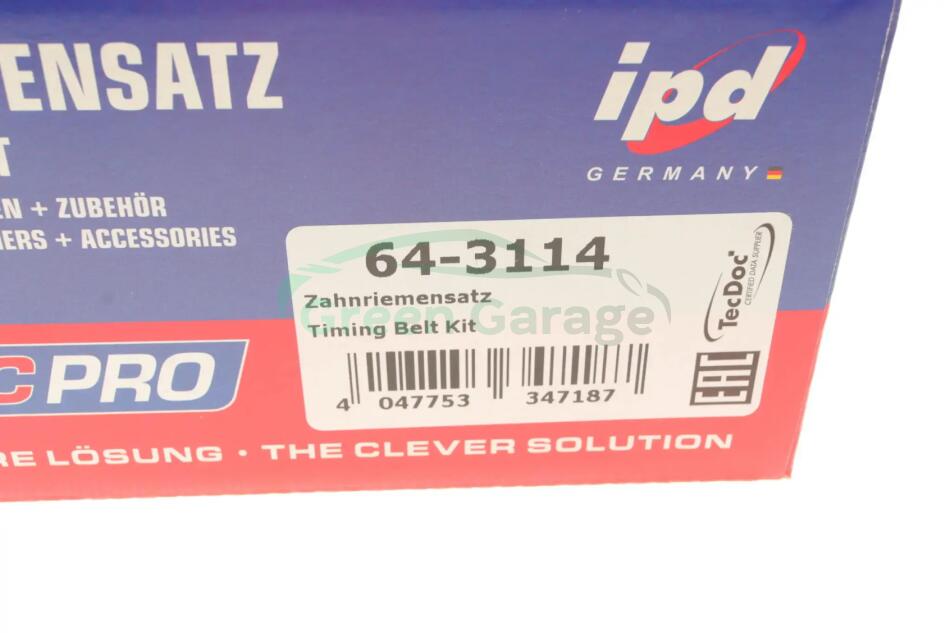 ENSATZ
T
EN + ZUBEHÖR
ERS + ACCESSORIES
ipd
GERMANY
64-3114
Zahnriemensatz
Timing Belt Kit
4 047753 347187
TecDoc
CERTIFIED DATA SUPPLIER
EAC
Green Garage
C PRO
RE LÖSUNG · THE CLEVER SOLUTION